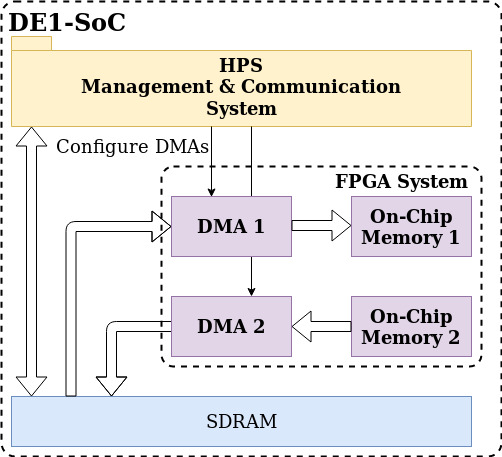 DE1-SoC
HPS
Management & Communication
System
Configure DMAs
FPGA System
DMA 1
On-Chip
Memory 1
DMA 2
On-Chip
Memory 2
SDRAM